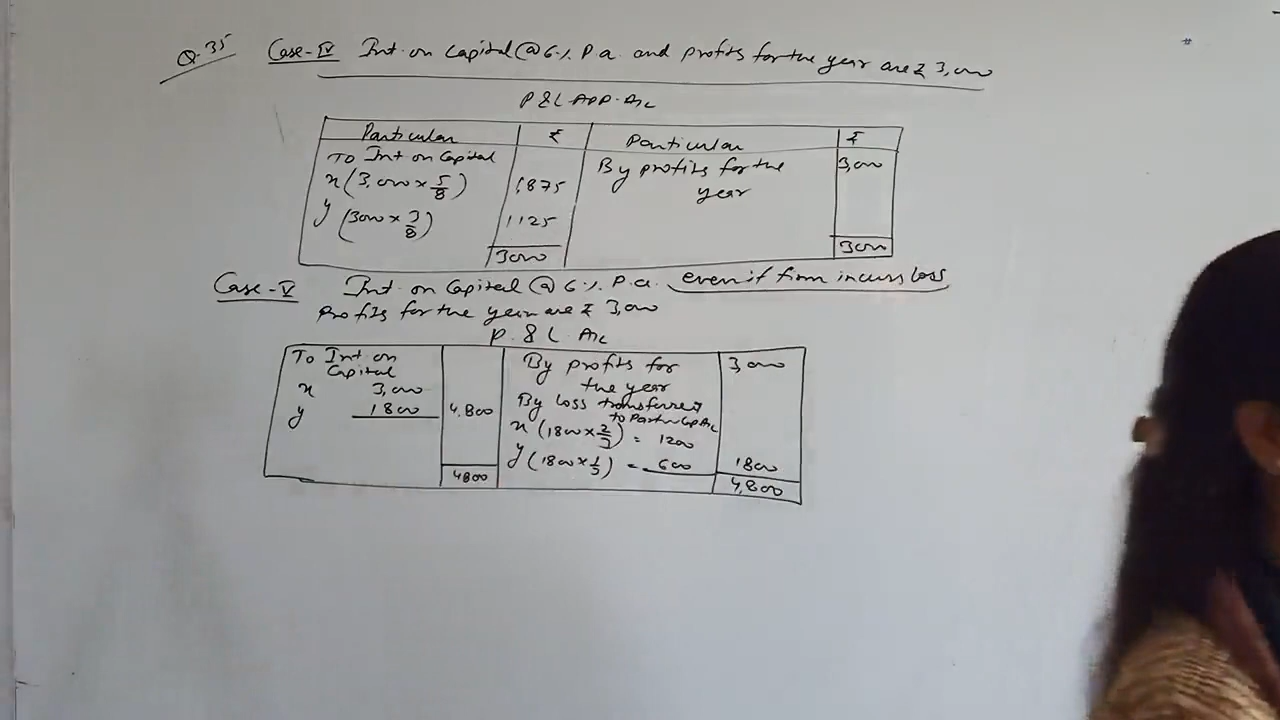 Q.35 Case-IV Int. on Capital @ 6% P.a. and profits for the year are ₹ 3,000
P & L APP. A/c
Particular ₹ Particular ₹
To Int on Capital By profits for the year 3,000
x (3,000 × 5/8) 1,875
y (3000 × 3/8) 1125
3000 3000
Case-V Int. on Capital @ 6%. P.a. even if firm incurs loss
Profits for the year are ₹ 3,000
P. & L A/c
To Int on Capital By profits for the year 3,000
x 3,000 By loss transferred to Partner Cap A/c
y 1800 4,800 x (1800 × 2/3) = 1200
y (1800 × 1/3) = 600 1800
4800 4,800